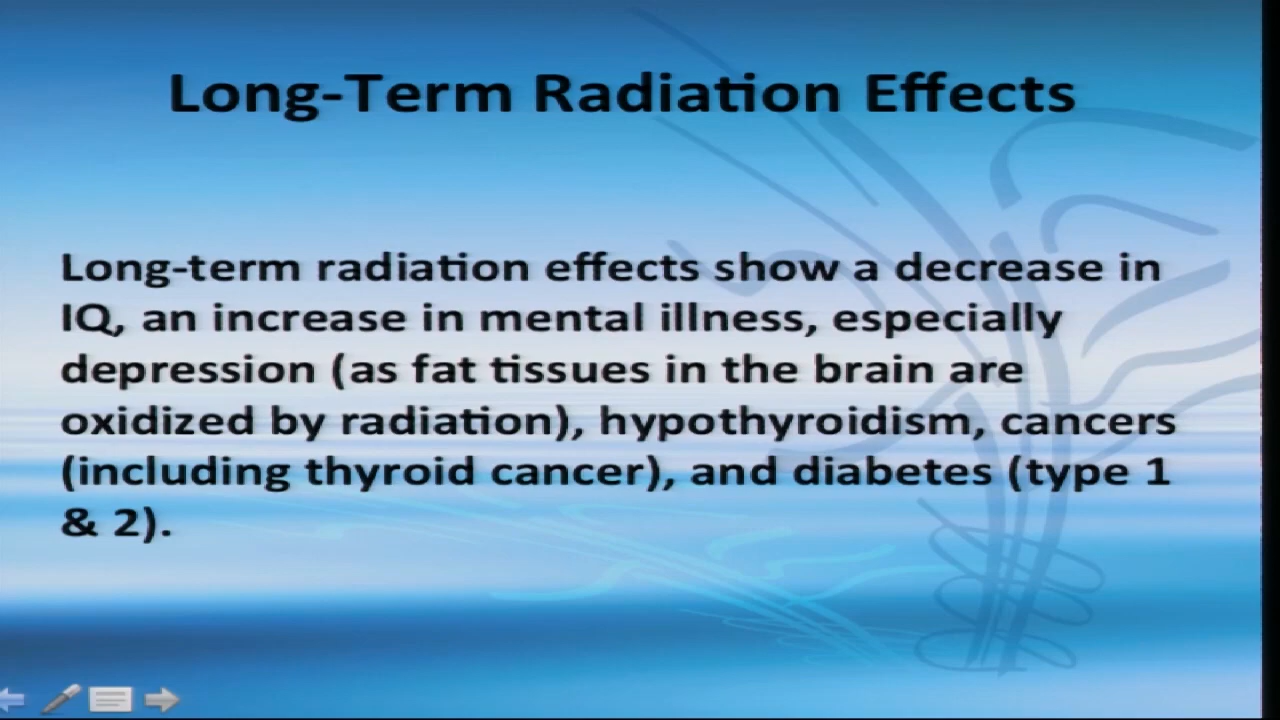 Long-Term Radiation Effects
Long-term radiation effects show a decrease in
IQ, an increase in mental illness, especially
depression (as fat tissues in the brain are
oxidized by radiation), hypothyroidism, cancers
(including thyroid cancer), and diabetes (type 1
& 2).